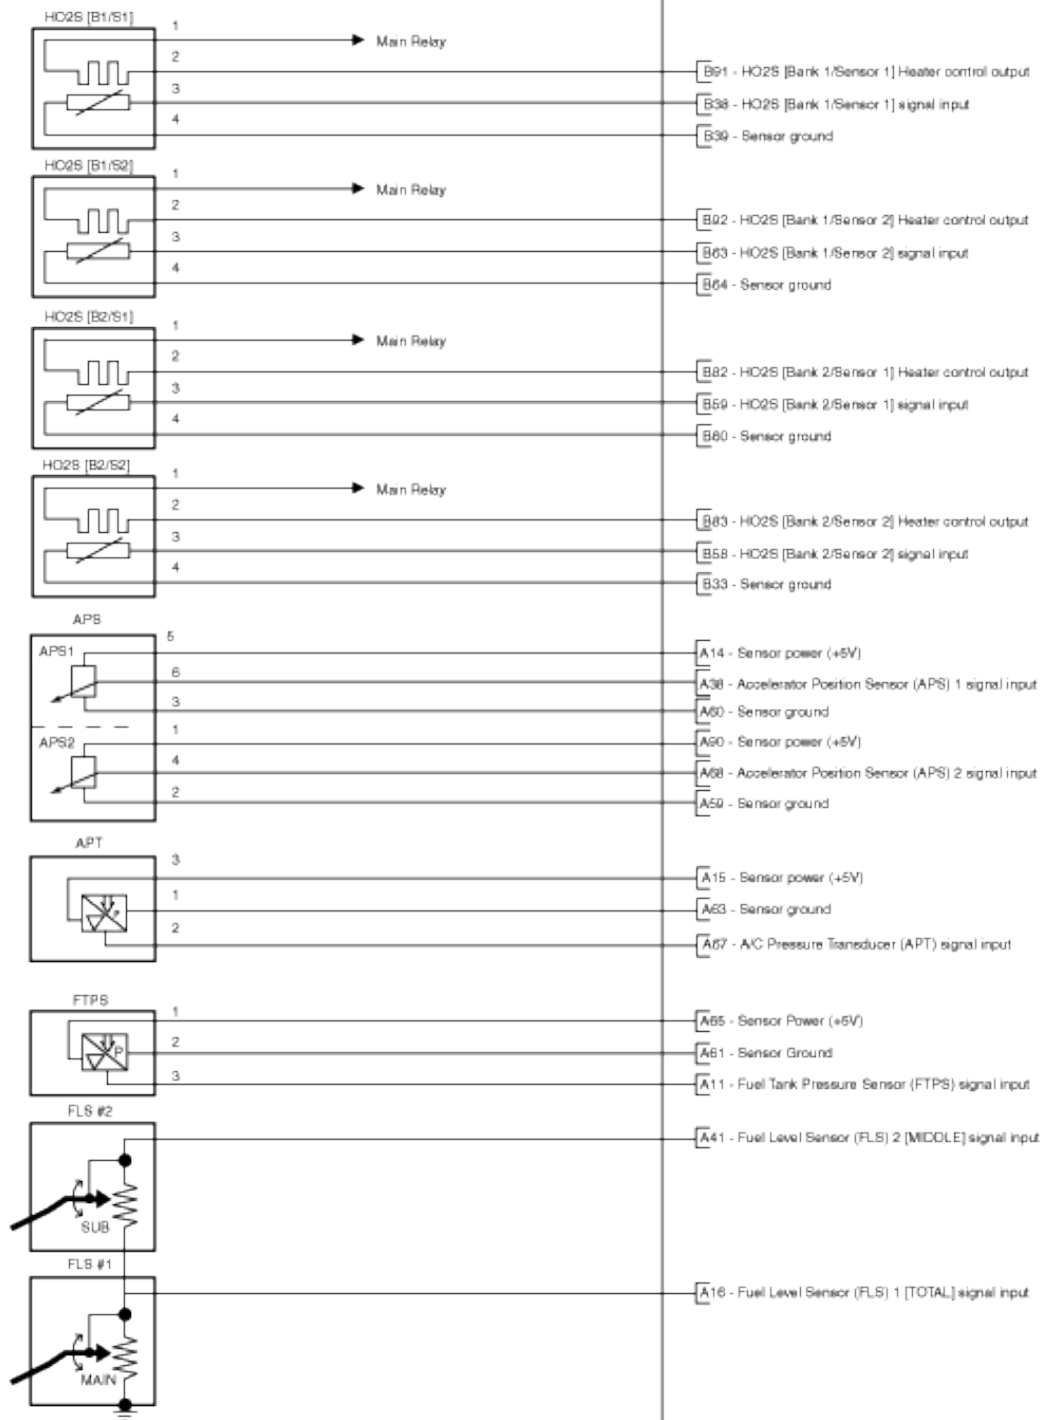 HO2S [B1/S1]
1
Main Relay
2
B91 - HO2S [Bank 1/Sensor 1] Heater control output
3
B38 - HO2S [Bank 1/Sensor 1] signal input
4
B39 - Sensor ground
HO2S [B1/S2]
1
Main Relay
2
B92 - HO2S [Bank 1/Sensor 2] Heater control output
3
B63 - HO2S [Bank 1/Sensor 2] signal input
4
B64 - Sensor ground
HO2S [B2/S1]
1
Main Relay
2
B82 - HO2S [Bank 2/Sensor 1] Heater control output
3
B59 - HO2S [Bank 2/Sensor 1] signal input
4
B60 - Sensor ground
HO2S [B2/S2]
1
Main Relay
2
B83 - HO2S [Bank 2/Sensor 2] Heater control output
3
B58 - HO2S [Bank 2/Sensor 2] signal input
4
B33 - Sensor ground
APS
5
APS1
A14 - Sensor power (+5V)
6
A38 - Accelerator Position Sensor (APS) 1 signal input
3
A60 - Sensor ground
1
APS2
A90 - Sensor power (+5V)
4
A68 - Accelerator Position Sensor (APS) 2 signal input
2
A59 - Sensor ground
APT
3
A15 - Sensor power (+5V)
1
P
A63 - Sensor ground
2
A67 - A/C Pressure Transducer (APT) signal input
FTPS
1
A65 - Sensor Power (+5V)
2
P
A61 - Sensor Ground
3
A11 - Fuel Tank Pressure Sensor (FTPS) signal input
FLS #2
A41 - Fuel Level Sensor (FLS) 2 [MIDDLE] signal input
SUB
FLS #1
A16 - Fuel Level Sensor (FLS) 1 [TOTAL] signal input
MAIN